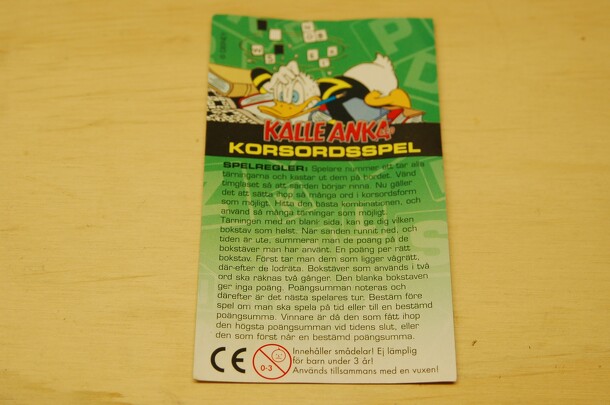 KALLE ANKA
KORSORDSSPEL
SPELREGLER: Spelare nummer ett tar alla
tärningarna och kastar ut dem på bordet. Vänd
timglaset så att sanden börjar rinna. Nu gäller
det att sätta ihop så många ord i korsordsform
som möjligt. Hitta den bästa kombinationen, och
använd så många tärningar som möjligt.
Tärningen med en blank sida, kan ge dig vilken
bokstav som helst. När sanden runnit ned, och
tiden är ute, summerar man de poäng på de
bokstäver man har använt. En poäng per rätt
bokstav. Först tar man dem som ligger vågrätt,
där-efter de lodräta. Bokstäver som används i två
ord ska räknas två gånger. Den blanka bokstaven
ger inga poäng. Poängsumman noteras och
därefter är det nästa spelares tur. Bestäm före
spel om man ska spela på tid eller till en bestämd
poängsumma. Vinnare är då den som fått ihop
den högsta poängsumman vid tidens slut, eller
den som först når en bestämd poängsumma.
CE
0-3
Innehåller smådelar! Ej lämplig
för barn under 3 år!
Används tillsammans med en vuxen!